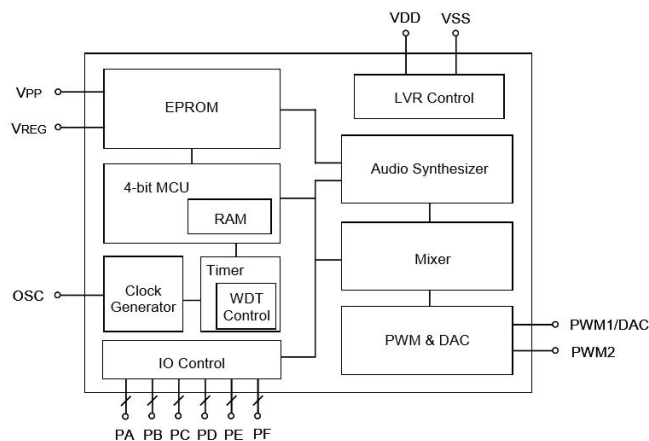 VDD VSS
VPP
VREG
EPROM
LVR Control
4-bit MCU
RAM
Audio Synthesizer
OSC
Clock
Generator
Timer
WDT
Control
Mixer
IO Control
PWM & DAC
PWM1/DAC
PWM2
PA PB PC PD PE PF